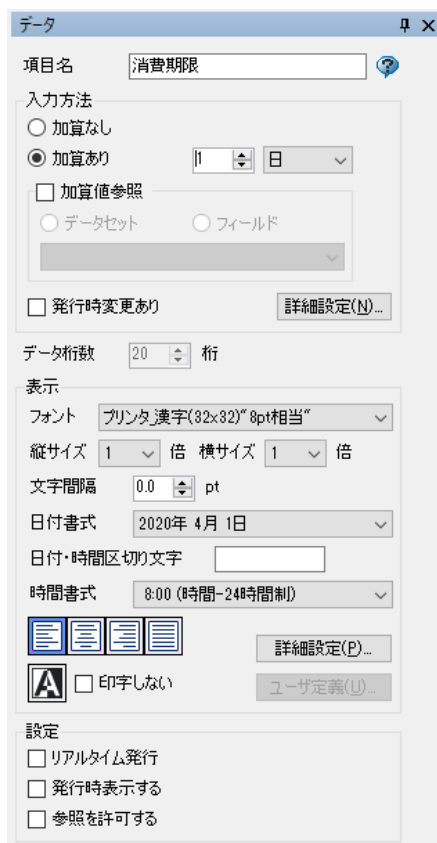 データ
項目名 消費期限
入力方法
加算なし
加算あり 1 日
加算値参照
データセット フィールド
発行時変更あり 詳細設定(N)...
データ桁数 20 桁
表示
フォント プリンタ_漢字(32x32)"8pt相当"
縦サイズ 1 倍 横サイズ 1 倍
文字間隔 0.0 pt
日付書式 2020年 4月 1日
日付・時間区切り文字
時間書式 8:00 (時間-24時間制)
詳細設定(P)...
A 印字しない ユーザ定義(U)...
設定
リアルタイム発行
発行時表示する
参照を許可する